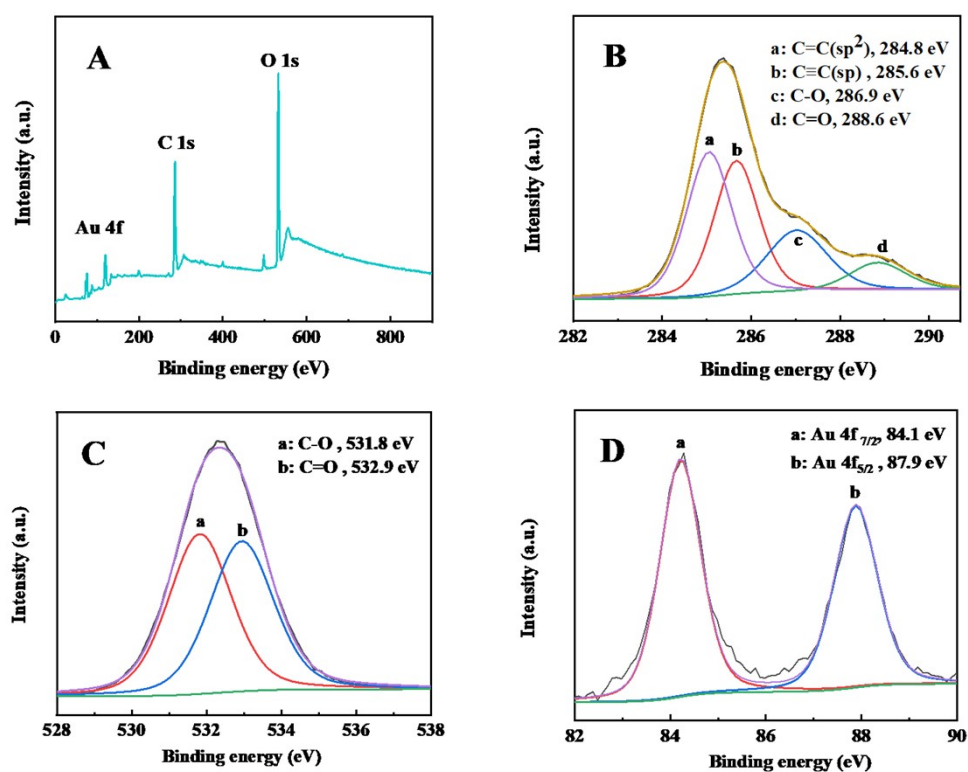 A
O 1s
C 1s
Au 4f
Intensity (a.u.)
0 200 400 600 800
Binding energy (eV)
B
a: C=C(sp²), 284.8 eV
b: C≡C(sp) , 285.6 eV
c: C-O, 286.9 eV
d: C=O, 288.6 eV
a
b
c
d
Intensity (a.u.)
282 284 286 288 290
Binding energy (eV)
C
a: C-O , 531.8 eV
b: C=O , 532.9 eV
a
b
Intensity (a.u.)
528 530 532 534 536 538
Binding energy (eV)
D
a: Au 4f 7/2, 84.1 eV
b: Au 4f5/2 , 87.9 eV
a
b
Intensity (a.u.)
82 84 86 88 90
Binding energy (eV)